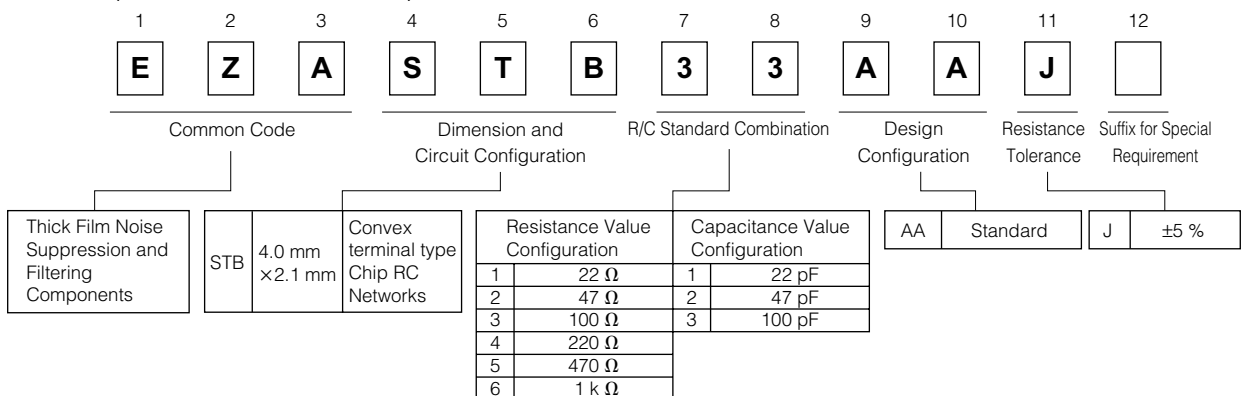 1 2 3 4 5 6 7 8 9 10 11 12
E Z A S T B 3 3 A A J
Common Code
Dimension and
Circuit Configuration
R/C Standard Combination
Design
Configuration
Resistance
Tolerance
Suffix for Special
Requirement
Thick Film Noise
Suppression and
Filtering
Components
STB
4.0 mm
×2.1 mm
Convex
terminal type
Chip RC
Networks
Resistance Value
Configuration
1 22 Ω
2 47 Ω
3 100 Ω
4 220 Ω
5 470 Ω
6 1 k Ω
Capacitance Value
Configuration
1 22 pF
2 47 pF
3 100 pF
AA Standard
J ±5 %